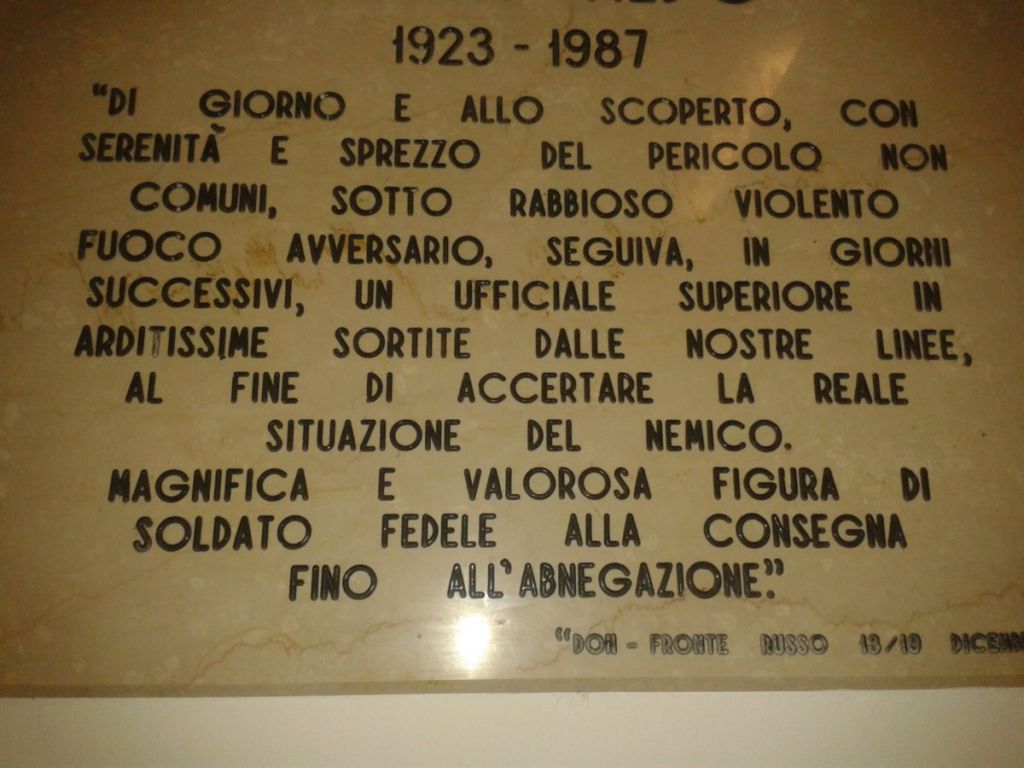 1923 - 1987
"DI GIORNO E ALLO SCOPERTO, CON
SERENITÀ E SPREZZO DEL PERICOLO NON
COMUNI, SOTTO RABBIOSO VIOLENTO
FUOCO AVVERSARIO, SEGUIVA, IN GIORNI
SUCCESSIVI, UN UFFICIALE SUPERIORE IN
ARDITISSIME SORTITE DALLE NOSTRE LINEE,
AL FINE DI ACCERTARE LA REALE
SITUAZIONE DEL NEMICO.
MAGNIFICA E VALOROSA FIGURA DI
SOLDATO FEDELE ALLA CONSEGNA
FINO ALL'ABNEGAZIONE."
"DON - FRONTE RUSSO 18/19